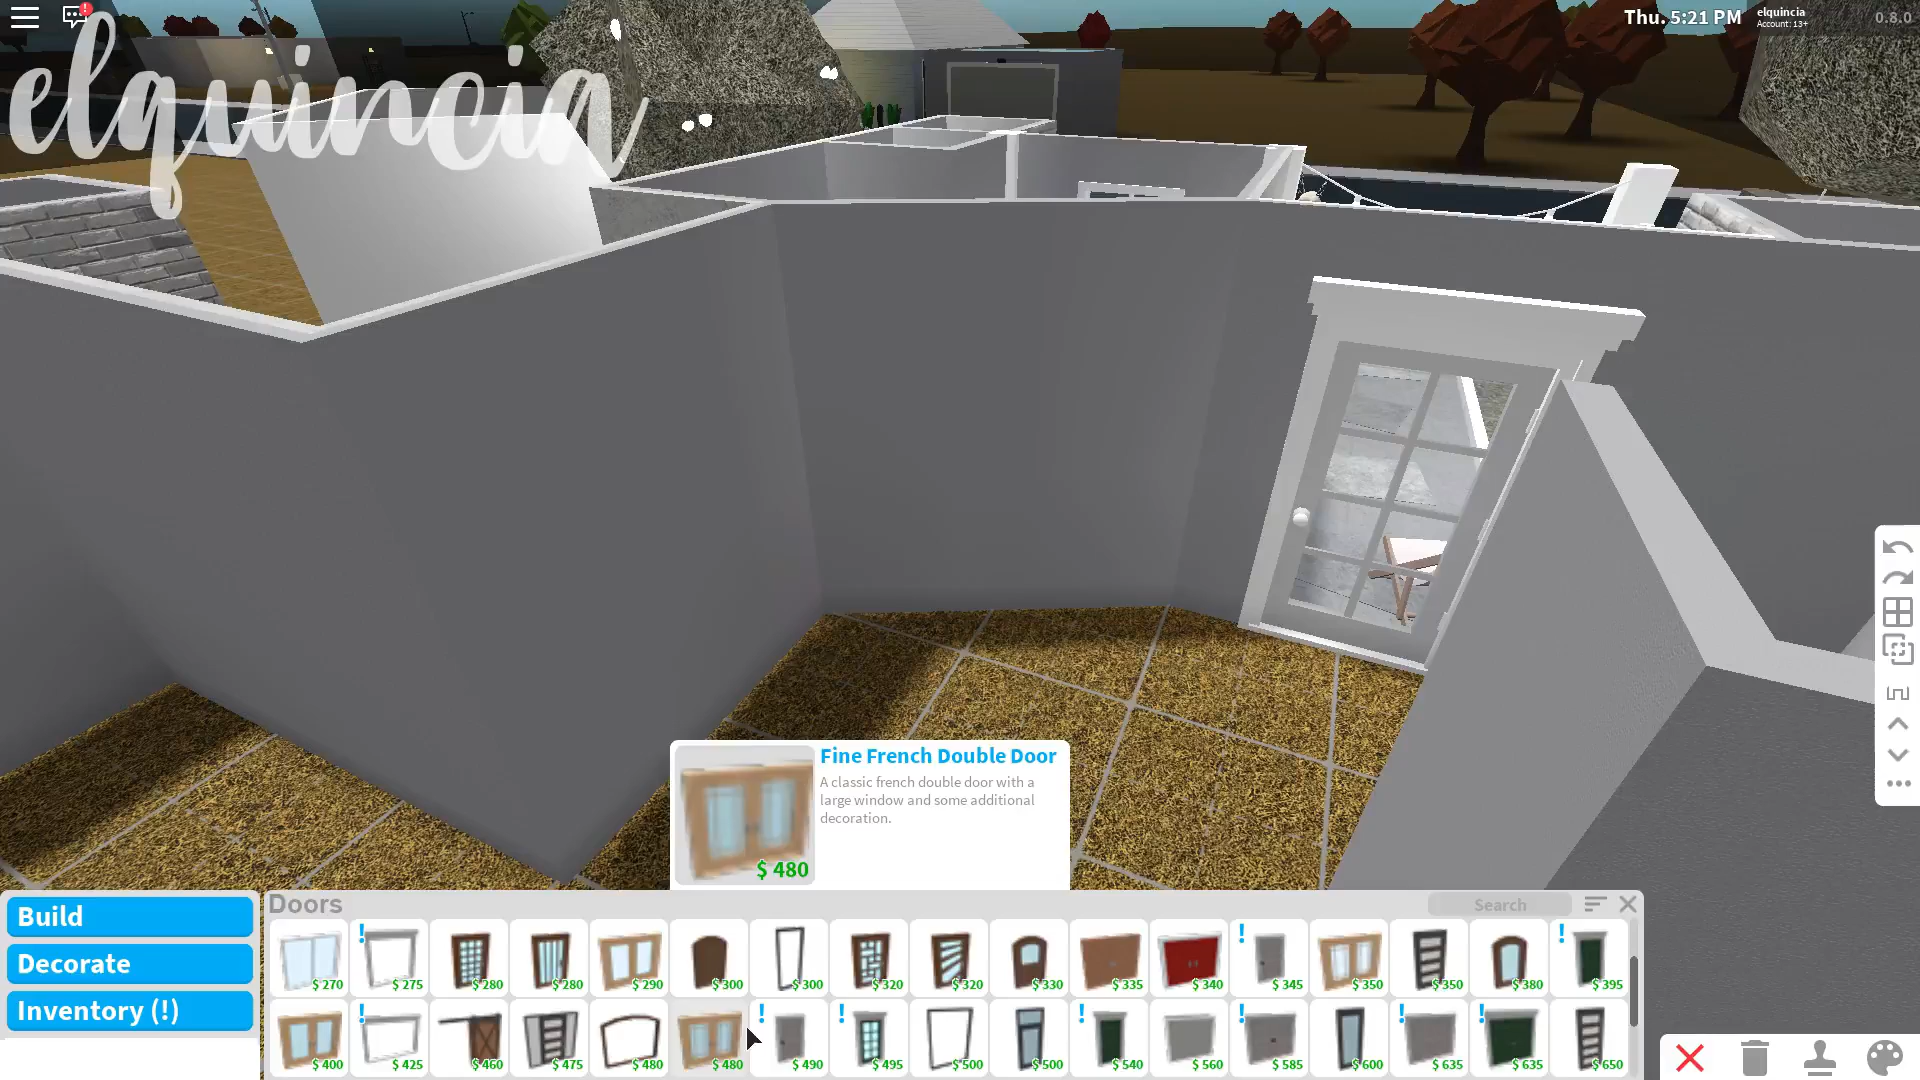 Thu. 5:21 PM
elquincia
Account: 13+
0.8.0
elquincia
Fine French Double Door
A classic french double door with a
large window and some additional
decoration.
$ 480
Build
Decorate
Inventory (!)
Doors
Search
$ 270 ! $ 275 $ 280 $ 280 $ 290 $ 300 $ 300 $ 320 $ 320 $ 330 $ 335 $ 340 ! $ 345 $ 350 $ 350 $ 380 ! $ 395
$ 400 ! $ 425 $ 460 $ 475 $ 480 $ 480 ! $ 490 ! $ 495 $ 500 $ 500 ! $ 540 $ 560 ! $ 585 $ 600 ! $ 635 ! $ 635 $ 650